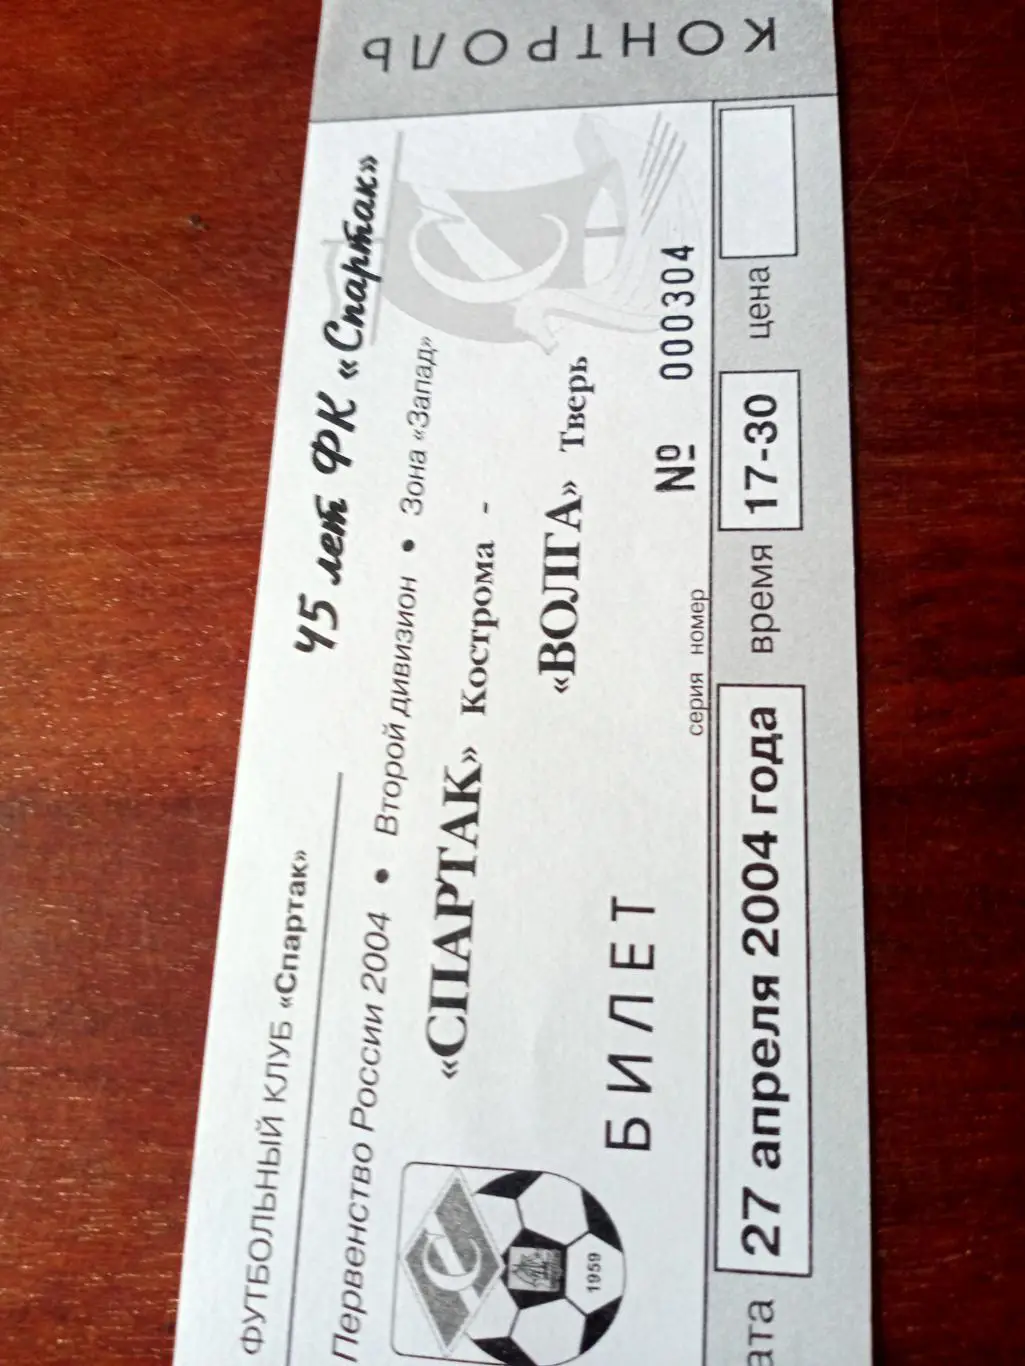 ФУТБОЛЬНЫЙ КЛУБ «Спартак»
45 лет ФК «Спартак»
Первенство России 2004 • Второй дивизион • Зона «Запад»
«СПАРТАК» Кострома -
«ВОЛГА» Тверь
1959
БИЛЕТ
№ 000304
серия номер
ата 27 апреля 2004 года время 17-30 цена
КОНТРОЛЬ